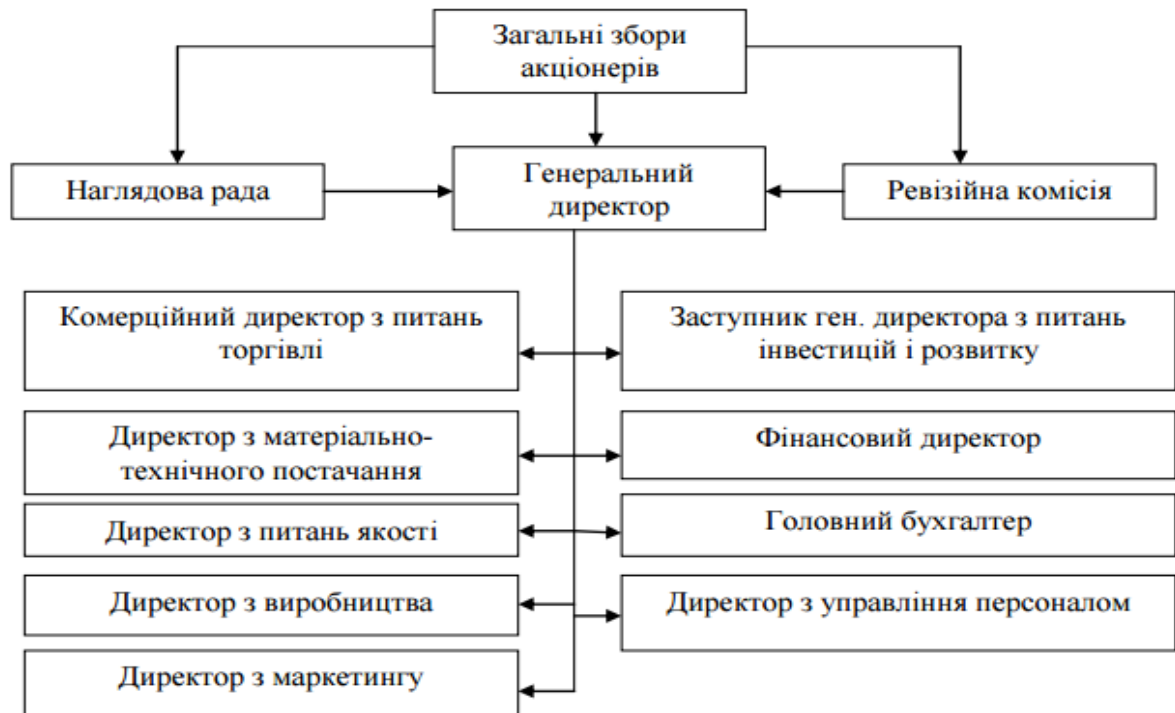 Загальні збори
акціонерів
Наглядова рада
Генеральний
директор
Ревізійна комісія
Комерційний директор з питань
торгівлі
Заступник ген. директора з питань
інвестицій і розвитку
Директор з матеріально-
технічного постачання
Фінансовий директор
Директор з питань якості
Головний бухгалтер
Директор з виробництва
Директор з управління персоналом
Директор з маркетингу